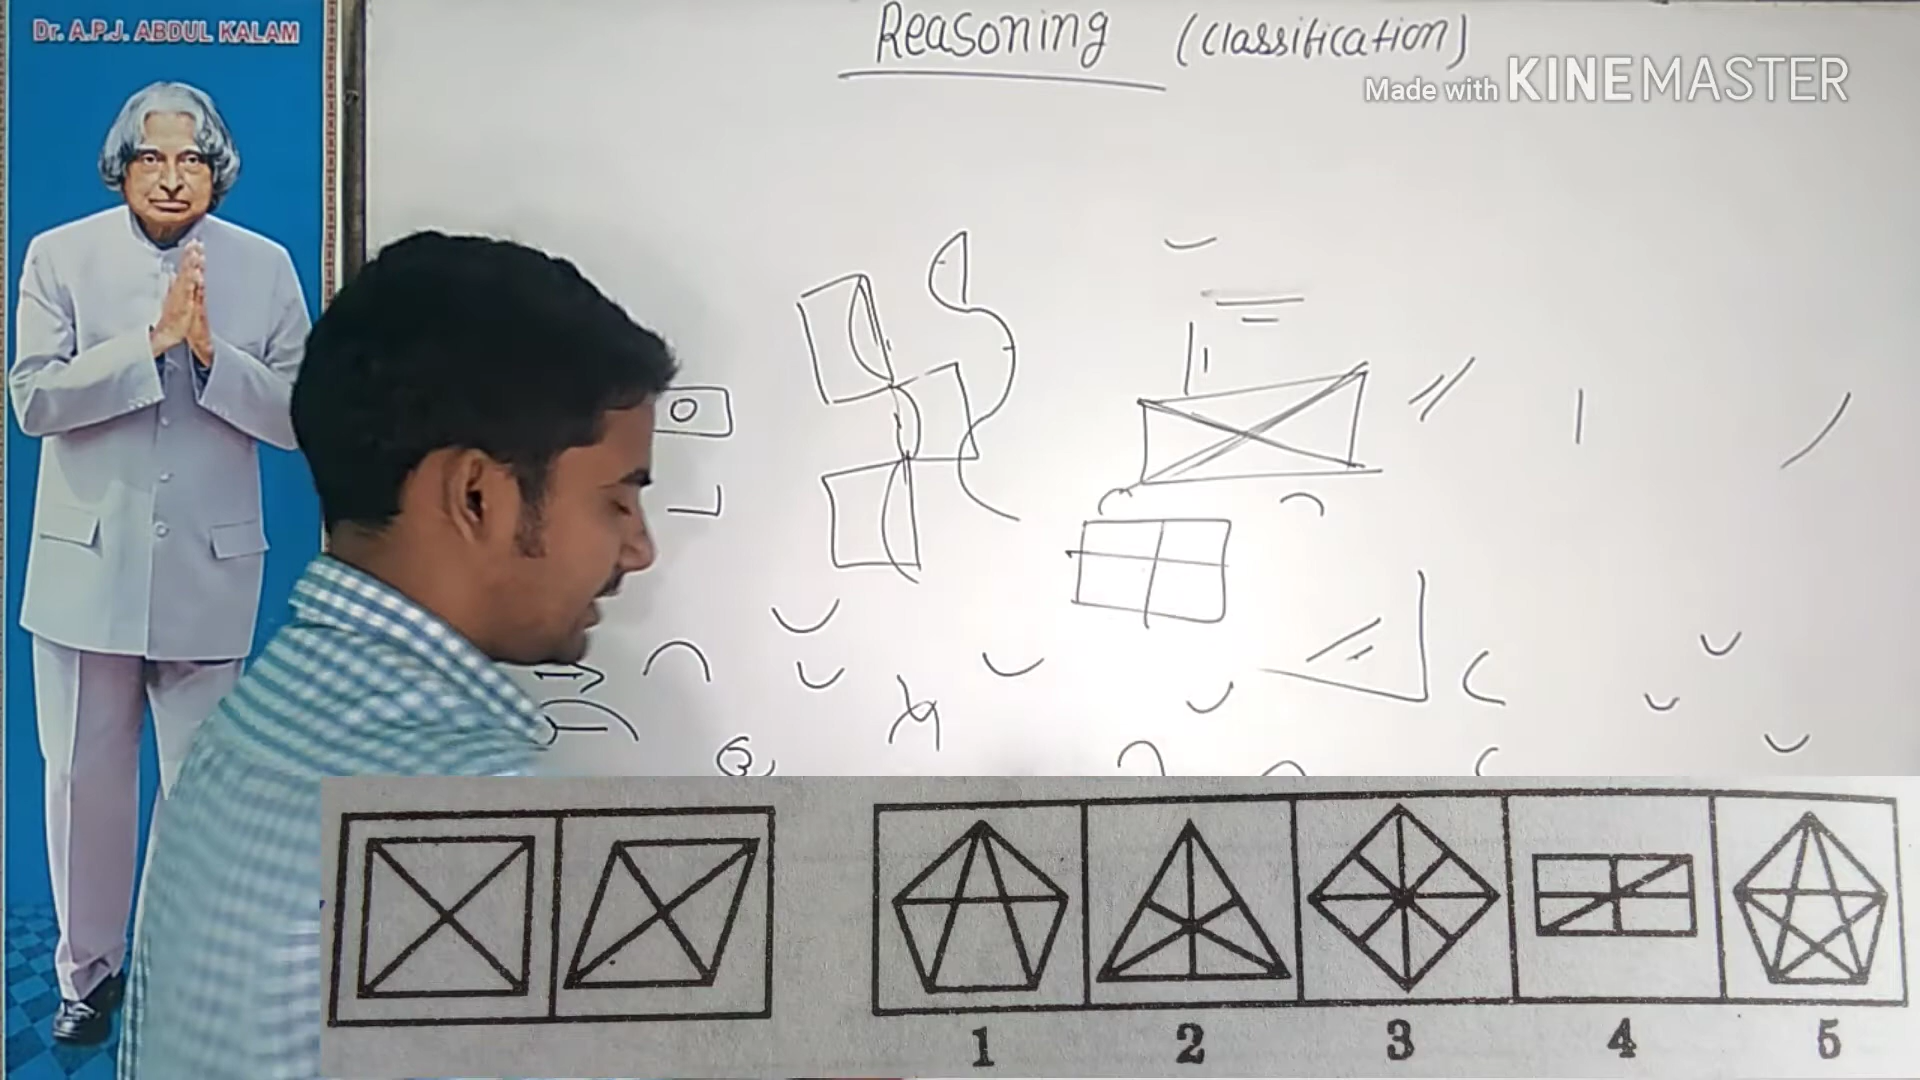 Dr. A.P.J. ABDUL KALAM
Reasoning (Classification)
Made with KINEMASTER
1 2 3 4 5